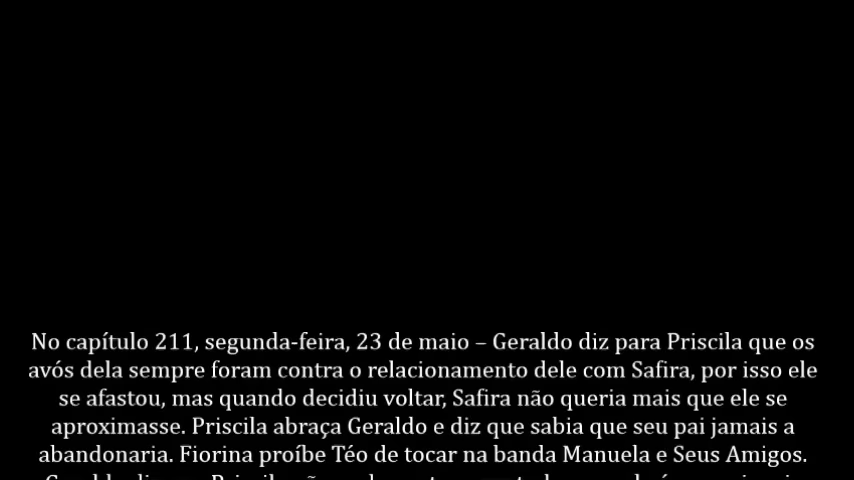 No capítulo 211, segunda-feira, 23 de maio – Geraldo diz para Priscila que os
avós dela sempre foram contra o relacionamento dele com Safira, por isso ele
se afastou, mas quando decidiu voltar, Safira não queria mais que ele se
aproximasse. Priscila abraça Geraldo e diz que sabia que seu pai jamais a
abandonaria. Fiorina proíbe Téo de tocar na banda Manuela e Seus Amigos.